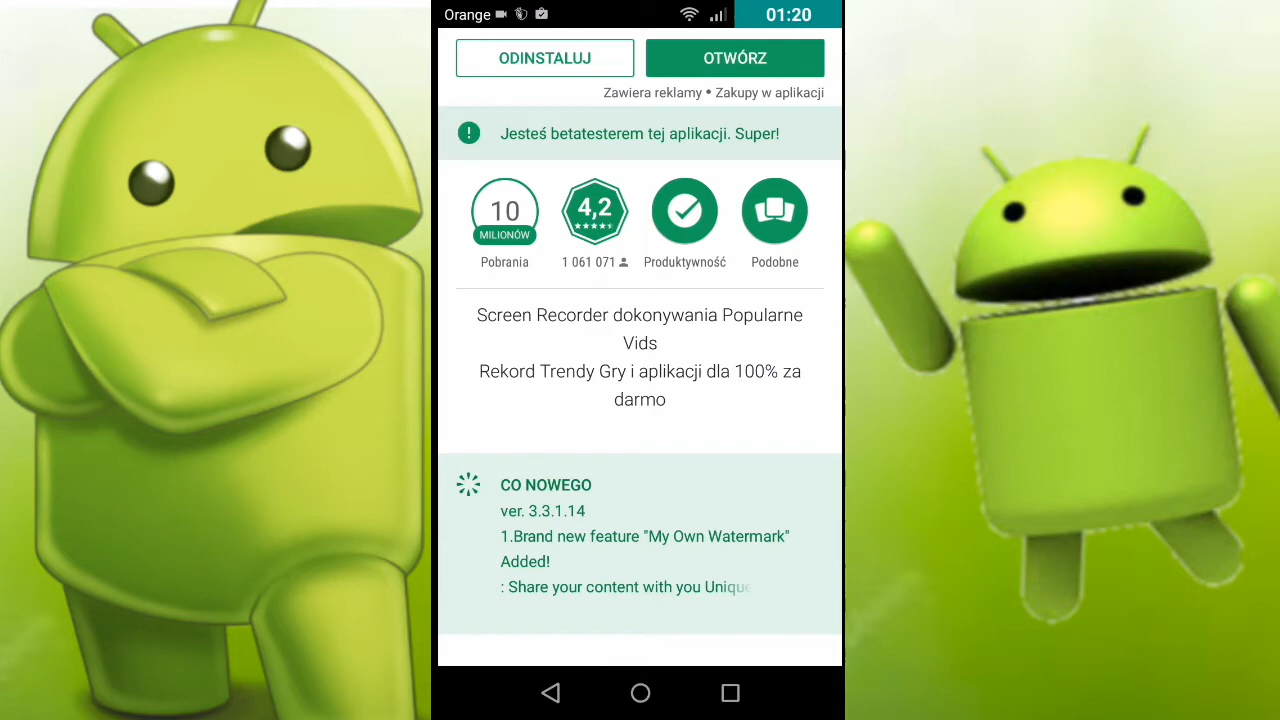 Orange 01:20
ODINSTALUJ OTWÓRZ
Zawiera reklamy • Zakupy w aplikacji
! Jesteś betatesterem tej aplikacji. Super!
10 4,2
MILIONÓW
Pobrania 1 061 071 Produktywność Podobne
Screen Recorder dokonywania Popularne
Vids
Rekord Trendy Gry i aplikacji dla 100% za
darmo
CO NOWEGO
ver. 3.3.1.14
1.Brand new feature "My Own Watermark"
Added!
: Share your content with you Unique